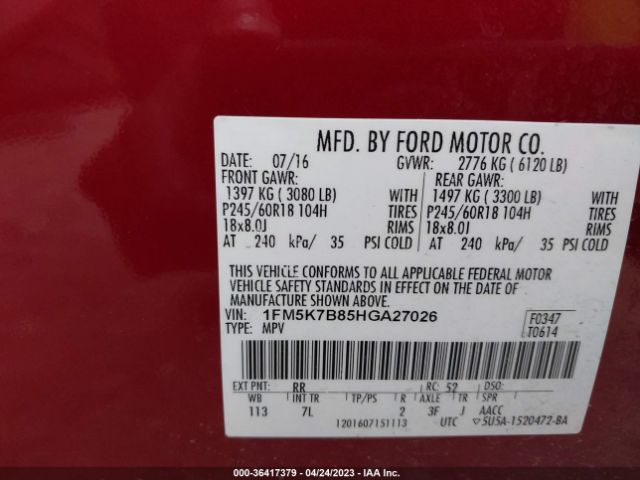 MFD. BY FORD MOTOR CO.
DATE: 07/16 GVWR: 2776 KG ( 6120 LB)
FRONT GAWR: REAR GAWR:
1397 KG ( 3080 LB) WITH 1497 KG ( 3300 LB) WITH
P245/60R18 104H TIRES P245/60R18 104H TIRES
18x8.0J RIMS 18x8.0J RIMS
AT 240 kPa/ 35 PSI COLD AT 240 kPa/ 35 PSI COLD
THIS VEHICLE CONFORMS TO ALL APPLICABLE FEDERAL MOTOR
VEHICLE SAFETY STANDARDS IN EFFECT ON THE DATE OF
MANUFACTURE SHOWN ABOVE.
VIN: 1FM5K7B85HGA27026 F0347
TYPE: MPV T0614
EXT PNT: RR RC: 52 DSO:
WB INT TR TP/PS R AXLE TR SPR
113 7L 2 3F J AACC
1201607151113 UTC 5U5A-1520472-BA
000-36417379 - 04/24/2023 - IAA Inc.